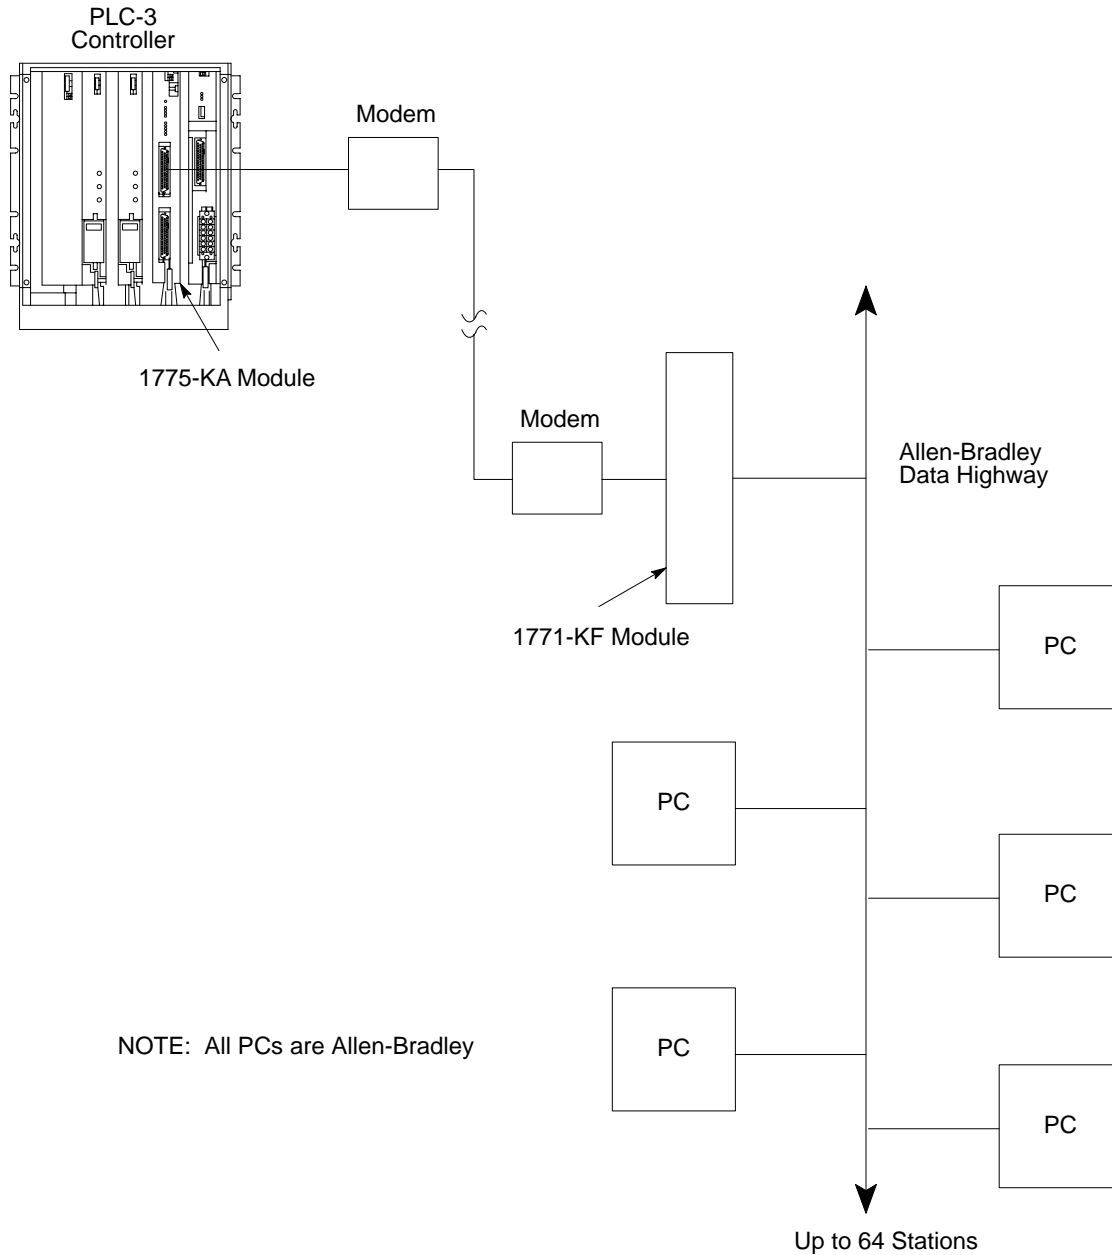 PLC-3
Controller
Modem
1775-KA Module
Modem
Allen-Bradley
Data Highway
1771-KF Module
PC
PC
PC
PC
NOTE: All PCs are Allen-Bradley
PC
Up to 64 Stations